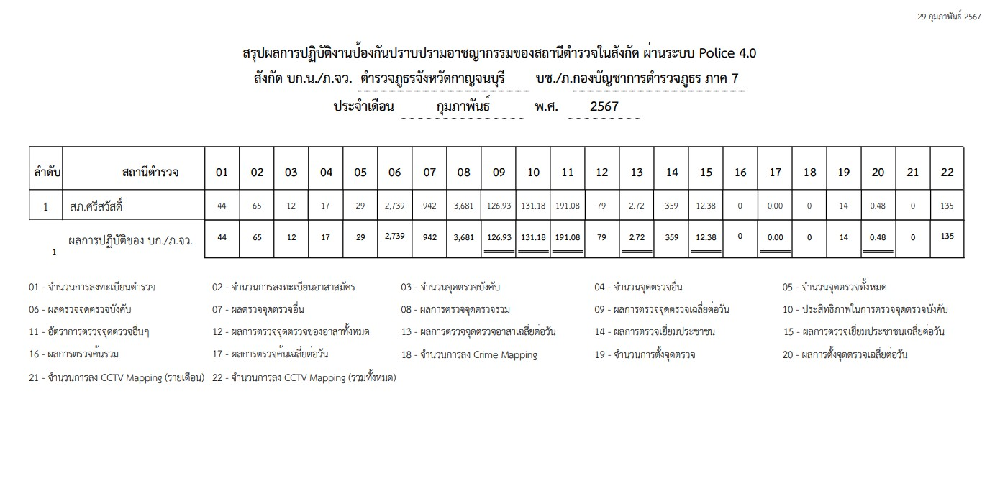 29 กุมภาพันธ์ 2567
สรุปผลการปฏิบัติงานป้องกันปราบปรามอาชญากรรมของสถานีตำรวจในสังกัด ผ่านระบบ Police 4.0
สังกัด บก.น./ภ.จว. ตำรวจภูธรจังหวัดกาญจนบุรี บช./ภ.กองบัญชาการตำรวจภูธร ภาค 7
ประจำเดือน กุมภาพันธ์ พ.ศ. 2567
ลำดับ สถานีตำรวจ 01 02 03 04 05 06 07 08 09 10 11 12 13 14 15 16 17 18 19 20 21 22
1 สภ.ศรีสวัสดิ์ 44 65 12 17 29 2,739 942 3,681 126.93 131.18 191.08 79 2.72 359 12.38 0 0.00 0 14 0.48 0 135
1 ผลการปฏิบัติของ บก./ภ.จว. 44 65 12 17 29 2,739 942 3,681 126.93 131.18 191.08 79 2.72 359 12.38 0 0.00 0 14 0.48 0 135
01 - จำนวนการลงทะเบียนตำรวจ 02 - จำนวนการลงทะเบียนอาสาสมัคร 03 - จำนวนจุดตรวจบังคับ 04 - จำนวนจุดตรวจอื่น 05 - จำนวนจุดตรวจทั้งหมด
06 - ผลตรวจจดตรวจบังคับ 07 - ผลตรวจจุดตรวจอื่น 08 - ผลการตรวจจุดตรวจรวม 09 - ผลการตรวจจุดตรวจเฉลี่ยต่อวัน 10 - ประสิทธิภาพในการตรวจจุดตรวจบังคับ
11 - อัตราการตรวจจุดตรวจอื่นๆ 12 - ผลการตรวจจุดตรวจของอาสาทั้งหมด 13 - ผลการตรวจจุดตรวจอาสาเฉลี่ยต่อวัน 14 - ผลการตรวจเยี่ยมประชาชน 15 - ผลการตรวจเยี่ยมประชาชนเฉลี่ยต่อวัน
16 - ผลการตรวจค้นรวม 17 - ผลการตรวจค้นเฉลี่ยต่อวัน 18 - จำนวนการลง Crime Mapping 19 - จำนวนการตั้งจุดตรวจ 20 - ผลการตั้งจุดตรวจเฉลี่ยต่อวัน
21 - จำนวนการลง CCTV Mapping (รายเดือน) 22 - จำนวนการลง CCTV Mapping (รวมทั้งหมด)